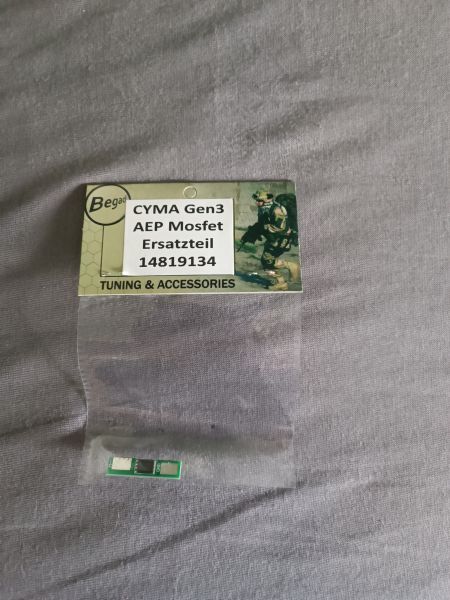 Begad
CYMA Gen3
AEP Mosfet
Ersatzteil
14819134
TUNING & ACCESSORIES